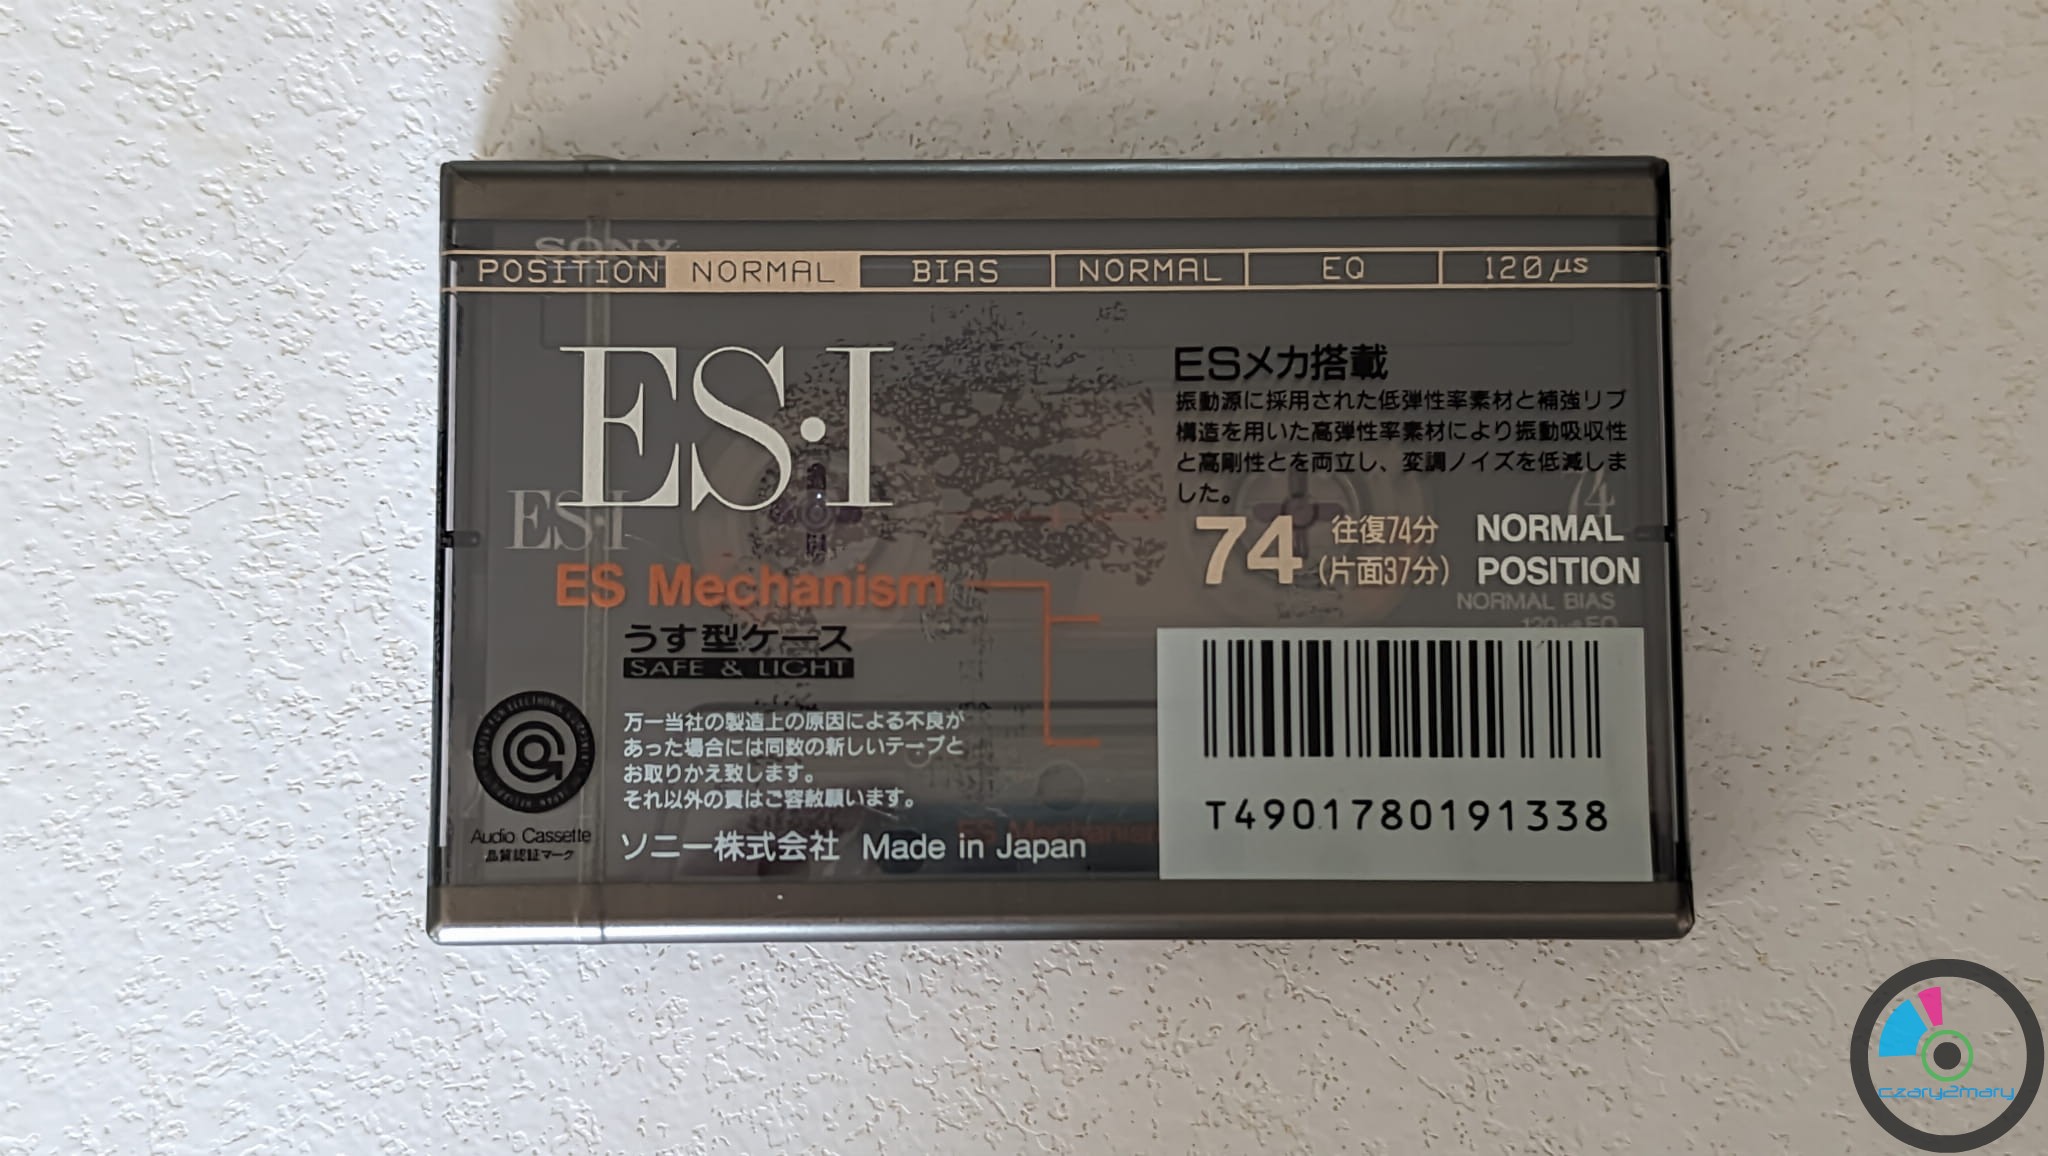 SONY
POSITION NORMAL BIAS NORMAL EQ 120 μs
ES·I
ESメカ搭載
振動源に採用された低弾性率素材と補強リブ
構造を用いた高弾性率素材により振動吸収性
と高剛性とを両立し、変調ノイズを低減しま
した。
74
ES·I
74 往復74分
(片面37分)
NORMAL
POSITION
NORMAL BIAS
ES Mechanism
うす型ケース
SAFE & LIGHT
万一当社の製造上の原因による不良が
あった場合には同数の新しいテープと
お取りかえ致します。
それ以外の責はご容赦願います。
ソニー株式会社 Made in Japan
ES Mechanism
Audio Cassette
品質認証マーク
T4901780191338
czary2mary